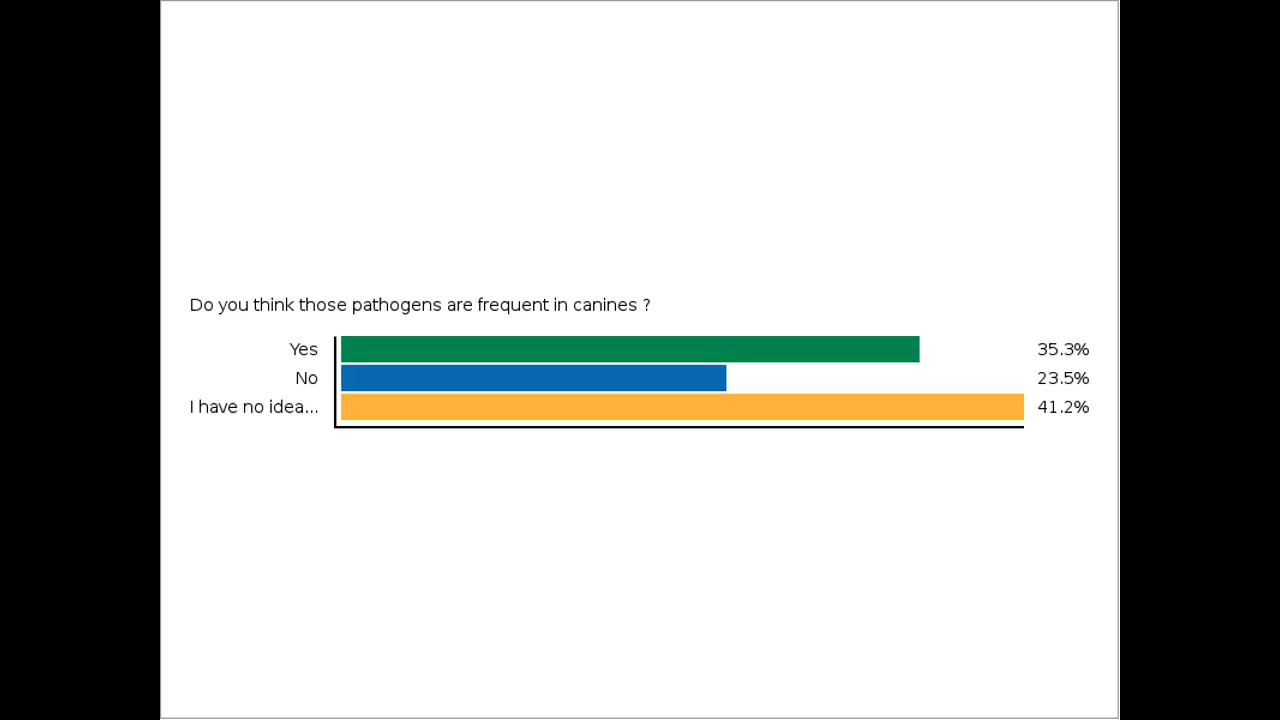 Do you think those pathogens are frequent in canines ?
Yes 35.3%
No 23.5%
I have no idea... 41.2%